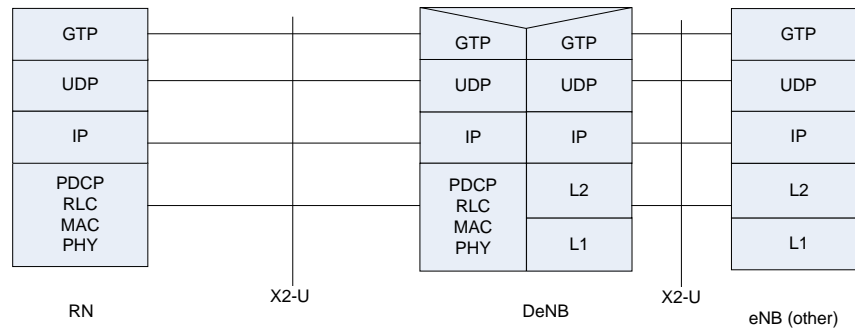 GTP
UDP
IP
PDCP
RLC
MAC
PHY
RN
X2-U
GTP
GTP
UDP
UDP
IP
IP
PDCP
RLC
MAC
PHY
L2
L1
DeNB
X2-U
GTP
UDP
IP
L2
L1
eNB (other)